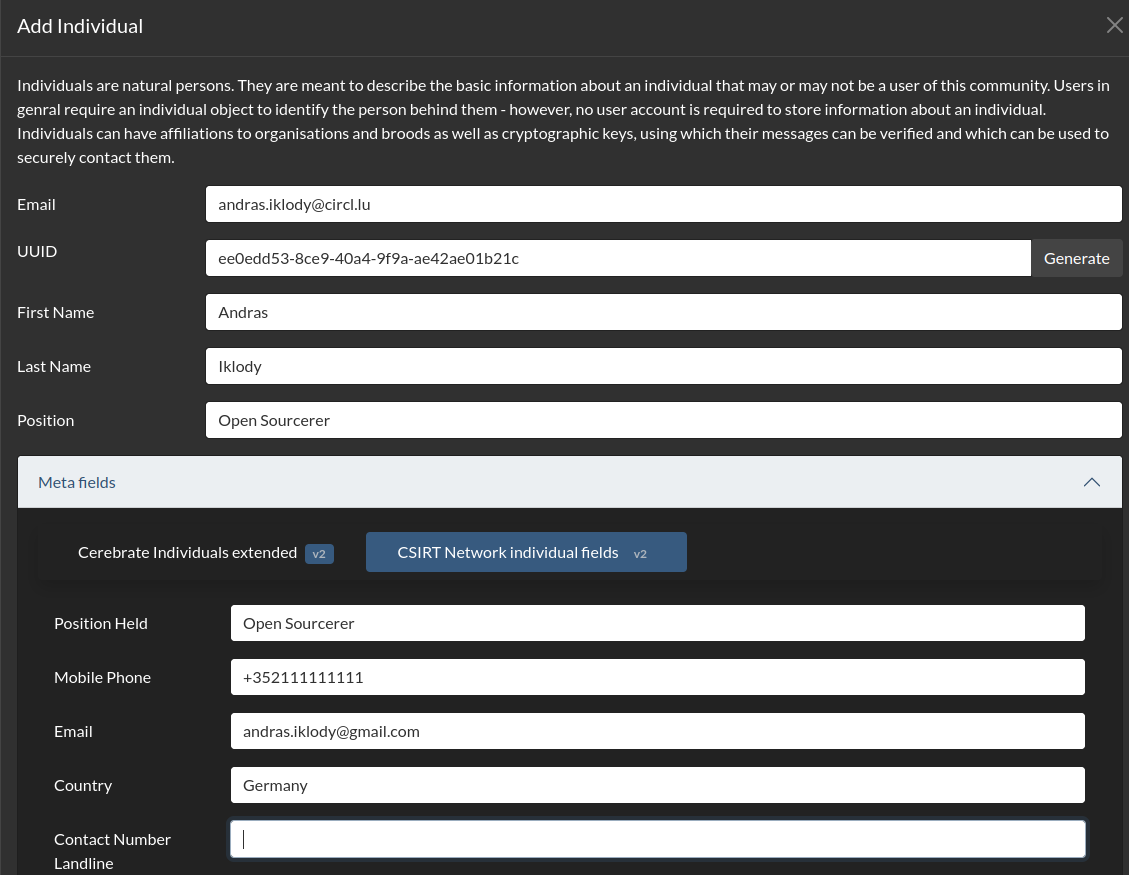 Add Individual
Individuals are natural persons. They are meant to describe the basic information about an individual that may or may not be a user of this community. Users in
genral require an individual object to identify the person behind them - however, no user account is required to store information about an individual.
Individuals can have affiliations to organisations and broods as well as cryptographic keys, using which their messages can be verified and which can be used to
securely contact them.
Email
andras.iklody@circl.lu
UUID
ee0edd53-8ce9-40a4-9f9a-ae42ae01b21c
Generate
First Name
Andras
Last Name
Iklody
Position
Open Sourcerer
Meta fields
Cerebrate Individuals extended v2
CSIRT Network individual fields v2
Position Held
Open Sourcerer
Mobile Phone
+352111111111
Email
andras.iklody@gmail.com
Country
Germany
Contact Number
Landline